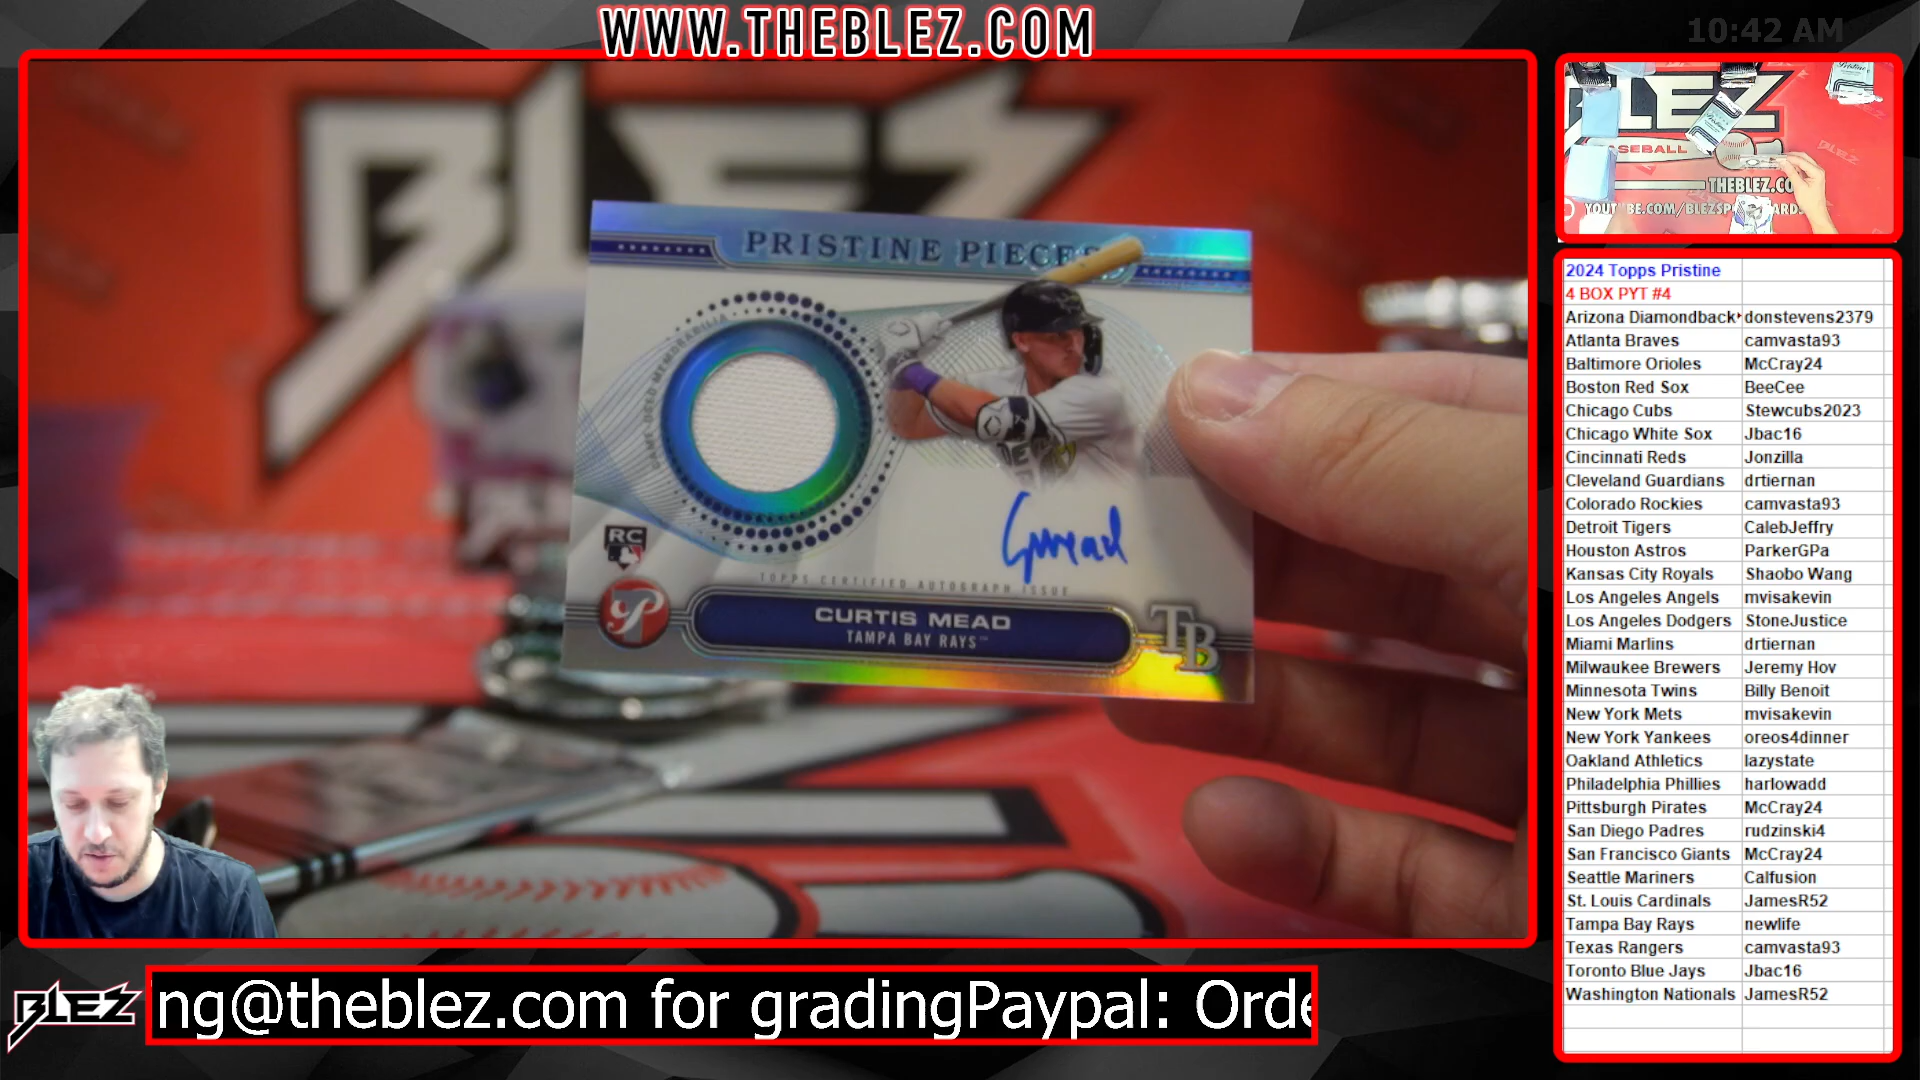 WWW.THEBLEZ.COM
10:42 AM
BLEZ
PRISTINE PIECES
GAME-USED MEMORABILIA
RC
TOPPS CERTIFIED AUTOGRAPH ISSUE
CURTIS MEAD
TAMPA BAY RAYS™
TB
BLEZ
THEBLEZ.CO
2024 Topps Pristine
4 BOX PYT #4
Arizona Diamondback donstevens2379
Atlanta Braves camvasta93
Baltimore Orioles McCray24
Boston Red Sox BeeCee
Chicago Cubs Stewcubs2023
Chicago White Sox Jbac16
Cincinnati Reds Jonzilla
Cleveland Guardians drtiernan
Colorado Rockies camvasta93
Detroit Tigers CalebJeffry
Houston Astros ParkerGPa
Kansas City Royals Shaobo Wang
Los Angeles Angels mvisakevin
Los Angeles Dodgers StoneJustice
Miami Marlins drtiernan
Milwaukee Brewers Jeremy Hov
Minnesota Twins Billy Benoit
New York Mets mvisakevin
New York Yankees oreos4dinner
Oakland Athletics lazystate
Philadelphia Phillies harlowadd
Pittsburgh Pirates McCray24
San Diego Padres rudzinski4
San Francisco Giants McCray24
Seattle Mariners Calfusion
St. Louis Cardinals JamesR52
Tampa Bay Rays newlife
Texas Rangers camvasta93
Toronto Blue Jays Jbac16
Washington Nationals JamesR52
BLEZ
ng@theblez.com for gradingPaypal: Orde